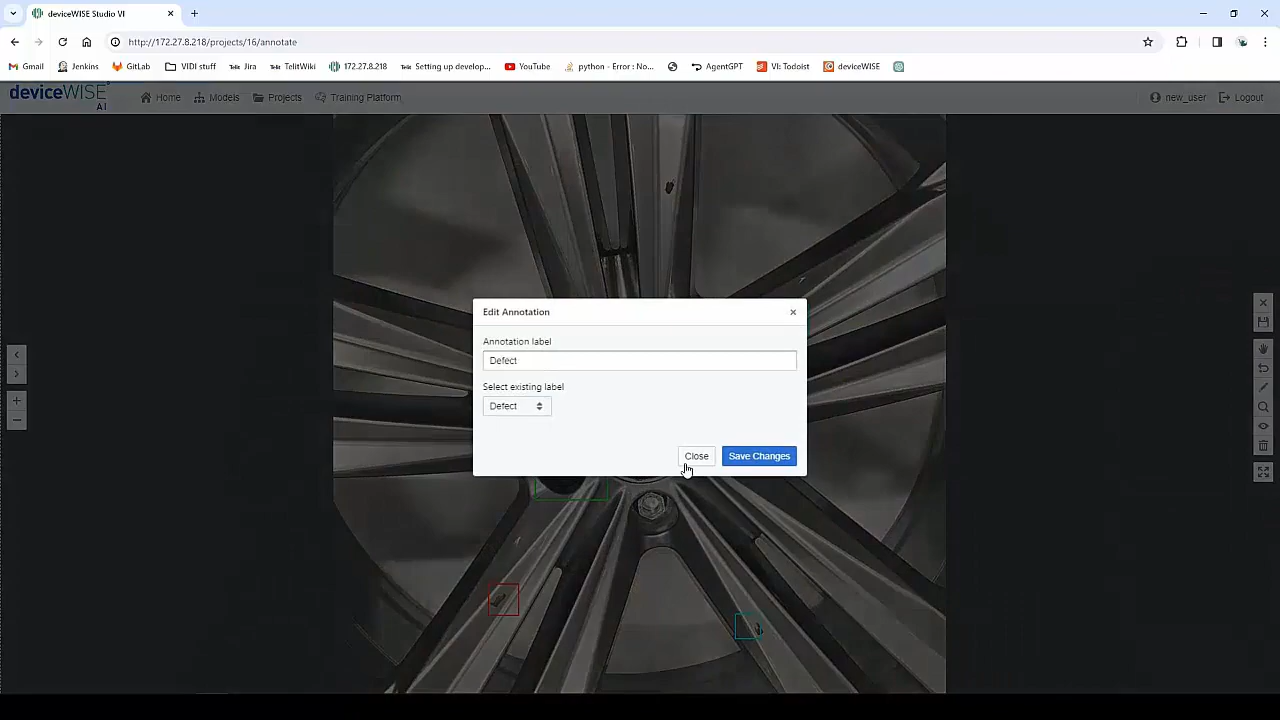 deviceWISE Studio VI
http://172.27.8.218/projects/16/annotate
Gmail Jenkins GitLab VIDI stuff Jira TelitWiki 172.27.8.218 Setting up develop... YouTube python - Error : No... AgentGPT VI: Todoist deviceWISE
deviceWISE AI Home Models Projects Training Platform new_user Logout
Edit Annotation
Annotation label
Defect
Select existing label
Defect
Close Save Changes